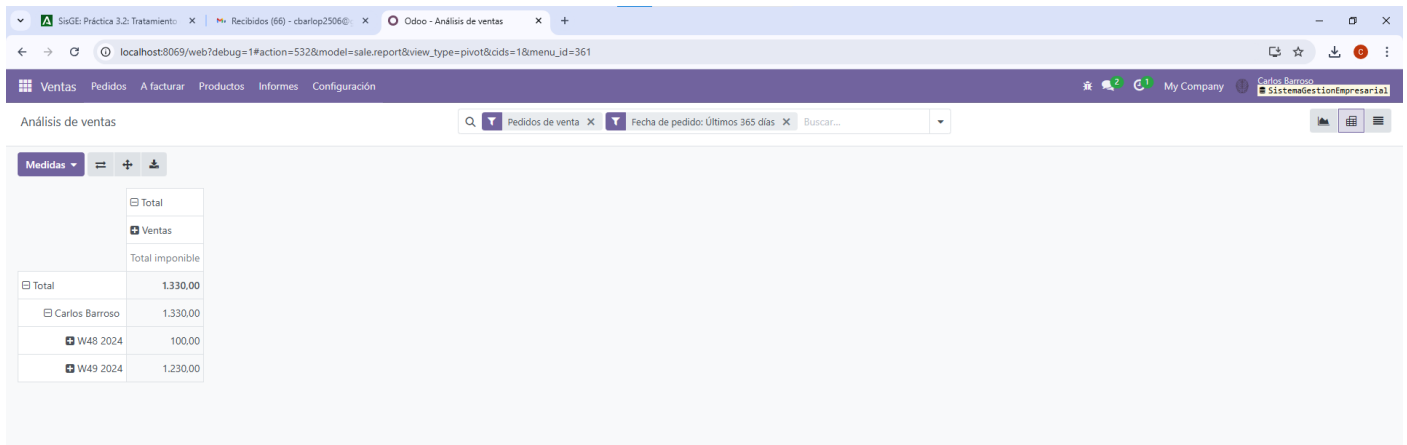 SisGE: Práctica 3.2: Tratamiento
Recibidos (66) - cbarlop2506@g
Odoo - Análisis de ventas
localhost:8069/web?debug=1#action=532&model=sale.report&view_type=pivot&cids=1&menu_id=361
C
Ventas Pedidos A facturar Productos Informes Configuración
2 1 My Company Carlos Barroso
SistemaGestionEmpresarial
Análisis de ventas
Pedidos de venta Fecha de pedido: Últimos 365 días Buscar...
Medidas
Total
Ventas
Total imponible
Total 1.330,00
Carlos Barroso 1.330,00
W48 2024 100,00
W49 2024 1.230,00